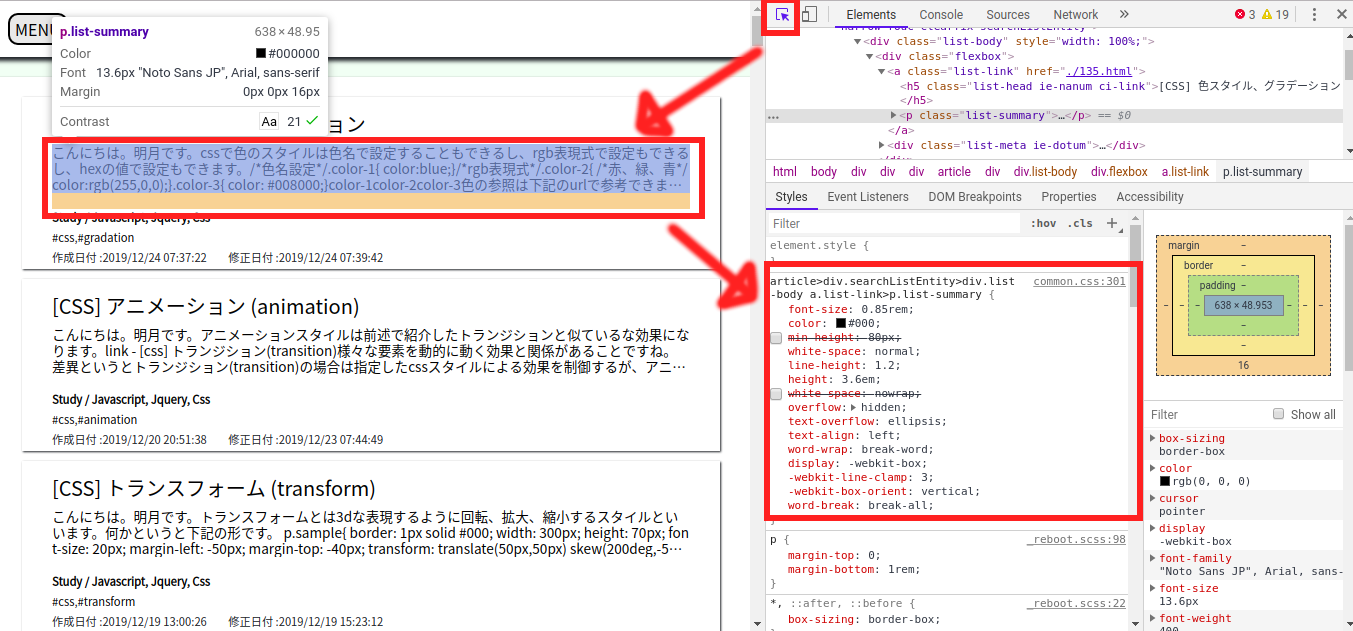 MENU
p.list-summary 638 × 48.95
Color #000000
Font 13.6px "Noto Sans JP", Arial, sans-serif
Margin 0px 0px 16px
Contrast Aa 21
ョン
こんにちは。明月です。cssで色のスタイルは色名で設定することもできるし、rgb表現式で設定もできる
し、hexの値で設定もできます。/*色名設定*/.color-1{ color:blue;}/*rgb表現式*/.color-2{ /*赤、緑、青*/
color:rgb(255,0,0);}.color-3{ color: #008000;}color-1color-2color-3色の参照は下記のurlで参考できま…
Study / Javascript, Jquery, Css
#css,#gradation
作成日付 :2019/12/24 07:37:22 修正日付 :2019/12/24 07:39:42
[CSS] アニメーション (animation)
こんにちは。明月です。アニメーションスタイルは前述で紹介したトランジションと似ているな効果にな
ります。link - [css] トランジション(transition)様々な要素を動的に動く効果と関係があることですね。
差異というとトランジション(transition)の場合は指定したcssスタイルによる効果を制御するが、アニ…
Study / Javascript, Jquery, Css
#css,#animation
作成日付 :2019/12/20 20:51:38 修正日付 :2019/12/23 07:44:49
[CSS] トランスフォーム (transform)
こんにちは。明月です。トランスフォームとは3dな表現するように回転、拡大、縮小するスタイルとい
います。何かというと下記の形です。 p.sample{ border: 1px solid #000; width: 300px; height: 70px; fon
t-size: 20px; margin-left: -50px; margin-top: -40px; transform: translate(50px,50px) skew(200deg,-5…
Study / Javascript, Jquery, Css
#css,#transform
作成日付 :2019/12/19 13:00:26 修正日付 :2019/12/19 15:23:12
Elements Console Sources Network » 3 19
<div class="list-body" style="width: 100%;">
<div class="flexbox">
<a class="list-link" href="./135.html">
<h5 class="list-head ie-nanum ci-link">[CSS] 色スタイル、グラデーション
</h5>
<p class="list-summary">…</p> == $0
</a>
<div class="list-meta ie-dotum">…</div>
html body div div div article div div.list-body div.flexbox a.list-link p.list-summary
Styles Event Listeners DOM Breakpoints Properties Accessibility
Filter :hov .cls +
element.style {
}
article>div.searchListEntity>div.list common.css:301
-body a.list-link>p.list-summary {
font-size: 0.85rem;
color: #000;
min-height: 80px;
white-space: normal;
line-height: 1.2;
height: 3.6em;
white-space: nowrap;
overflow: hidden;
text-overflow: ellipsis;
text-align: left;
word-wrap: break-word;
display: -webkit-box;
-webkit-line-clamp: 3;
-webkit-box-orient: vertical;
word-break: break-all;
}
p { _reboot.scss:98
margin-top: 0;
margin-bottom: 1rem;
}
*, ::after, ::before { _reboot.scss:22
box-sizing: border-box;
margin –
border –
padding –
– – – 638 × 48.953 – – –
–
–
16
Filter Show all
box-sizing
border-box
color
rgb(0, 0, 0)
cursor
pointer
display
-webkit-box
font-family
"Noto Sans JP", Arial, sans-
font-size
13.6px
font-weight
400